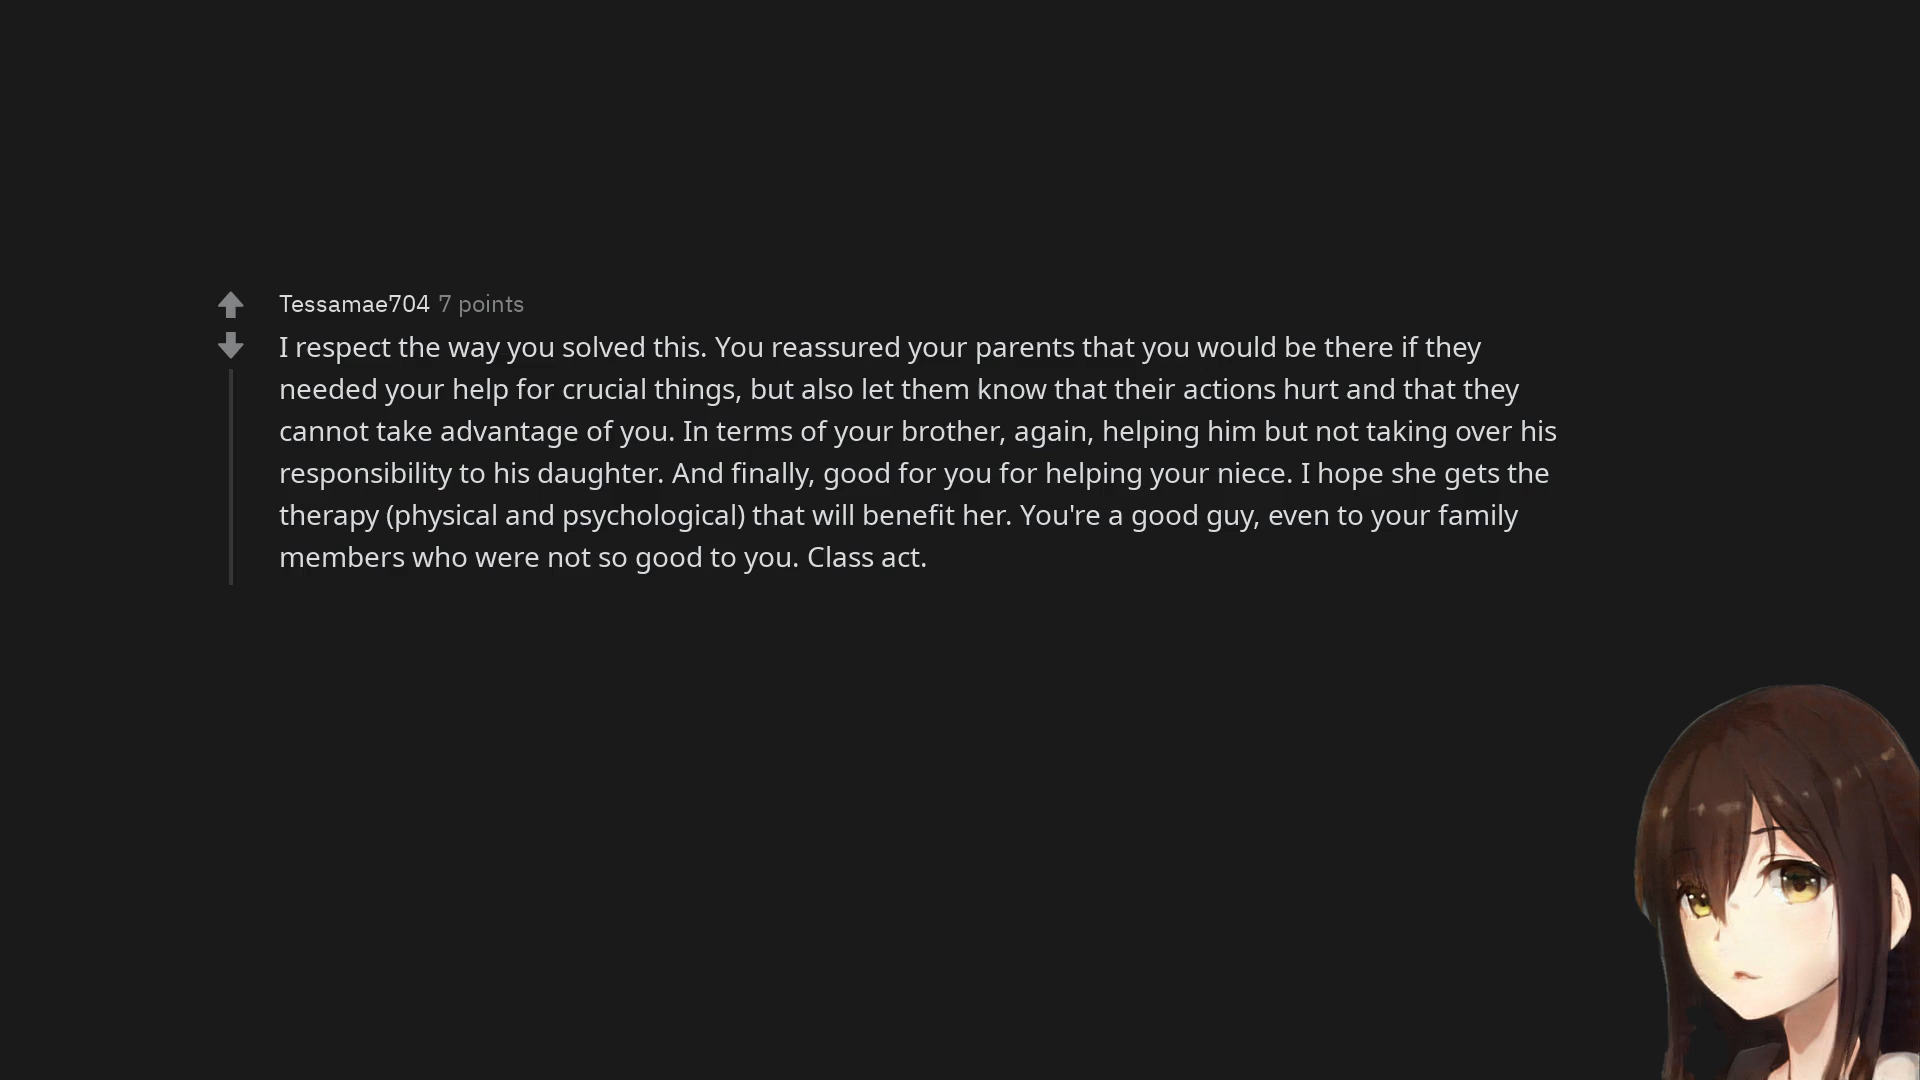 Tessamae704 7 points
I respect the way you solved this. You reassured your parents that you would be there if they
needed your help for crucial things, but also let them know that their actions hurt and that they
cannot take advantage of you. In terms of your brother, again, helping him but not taking over his
responsibility to his daughter. And finally, good for you for helping your niece. I hope she gets the
therapy (physical and psychological) that will benefit her. You're a good guy, even to your family
members who were not so good to you. Class act.